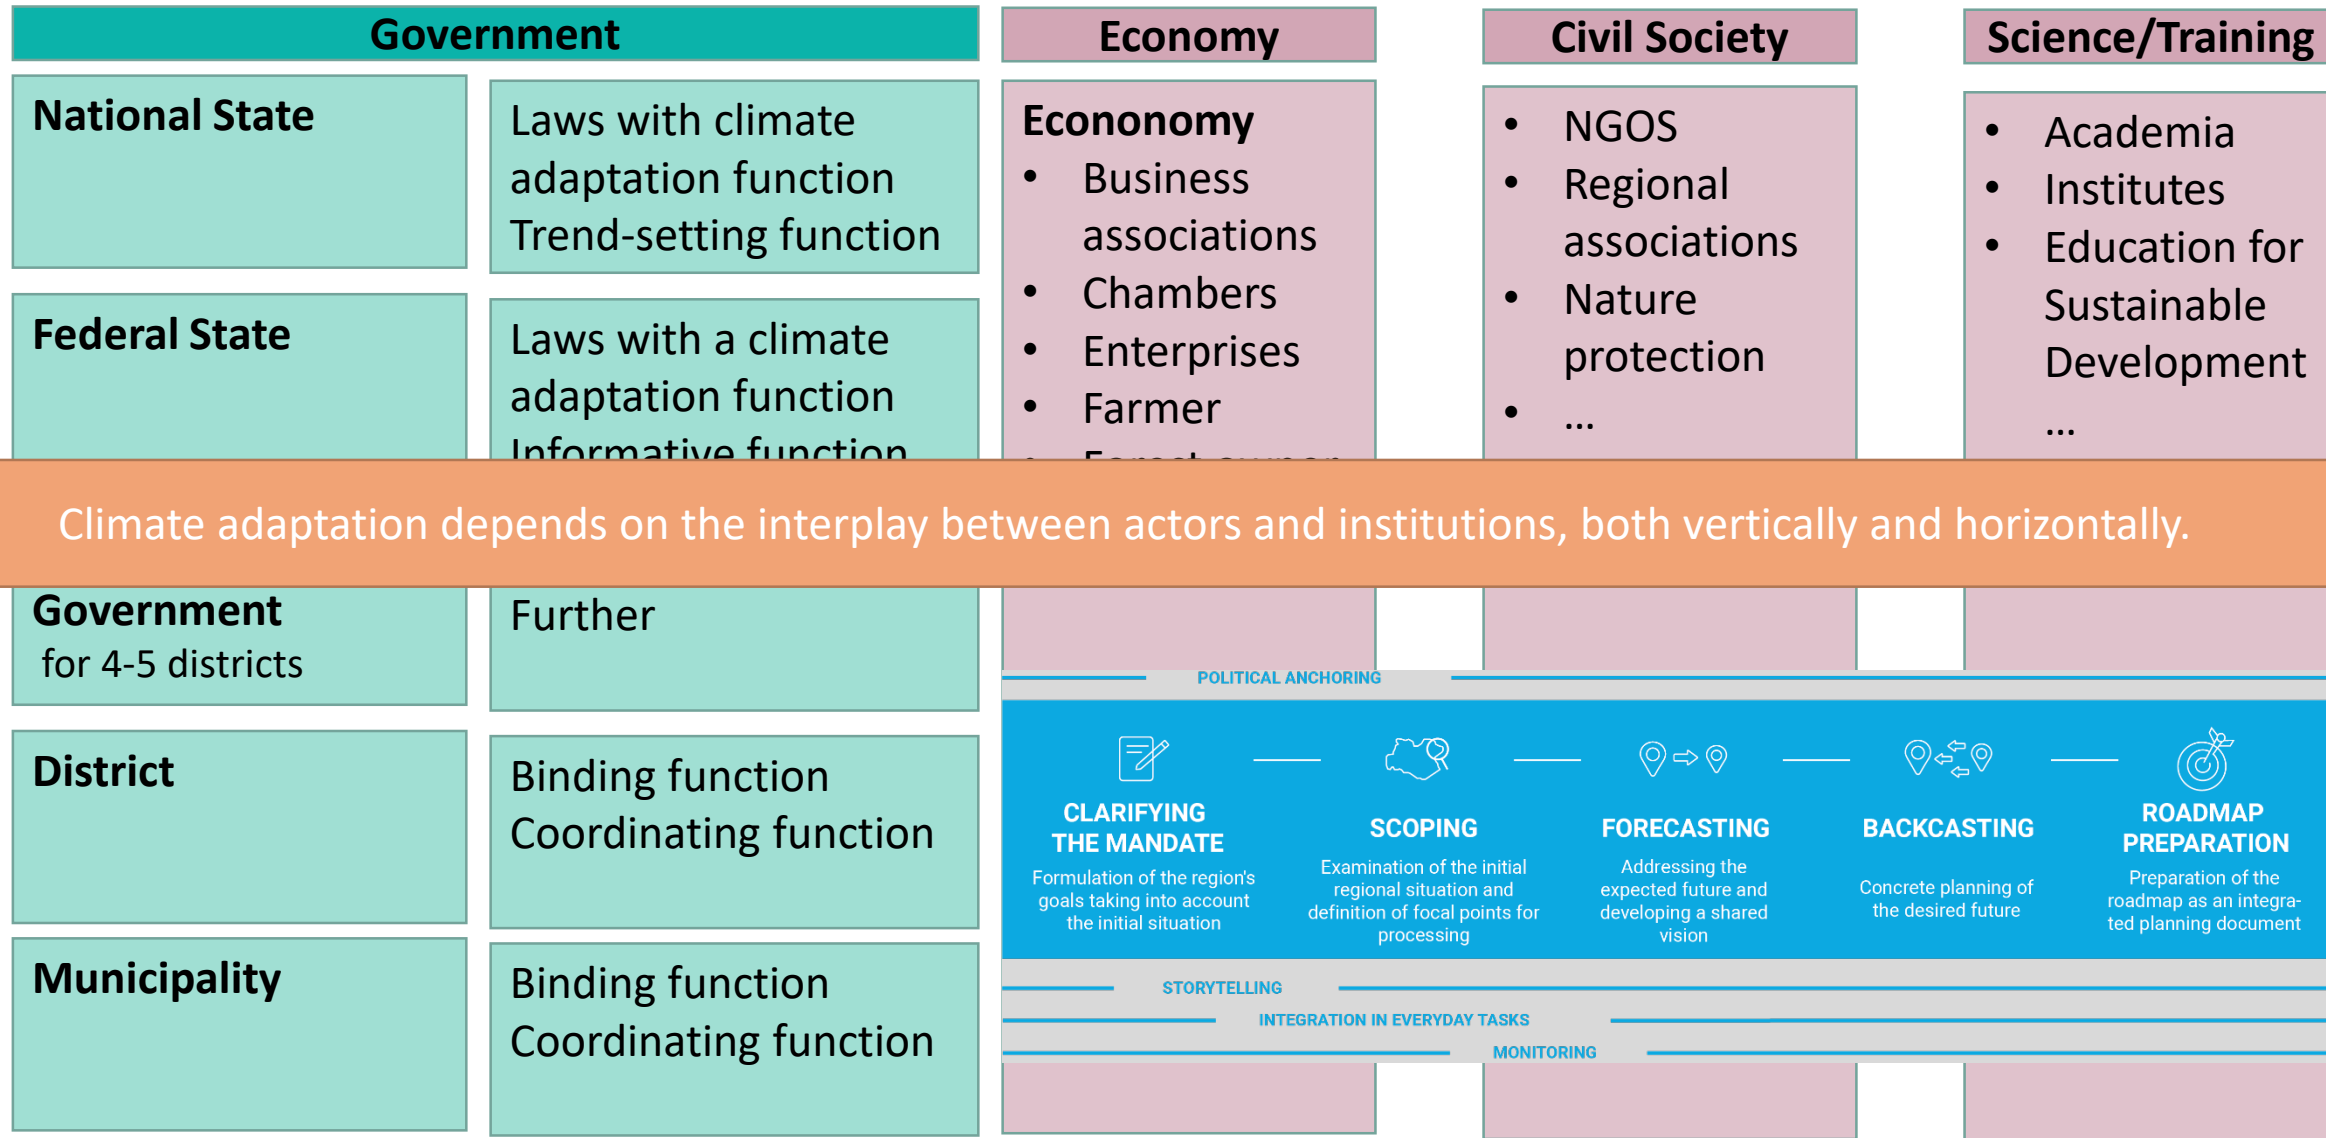 Government
National State
Laws with climate
adaptation function
Trend-setting function
Federal State
Laws with a climate
adaptation function
Informative function
Government
for 4-5 districts
Further
District
Binding function
Coordinating function
Municipality
Binding function
Coordinating function
Economy
Econonomy
• Business
associations
• Chambers
• Enterprises
• Farmer
• Forest owner
Civil Society
• NGOS
• Regional
associations
• Nature
protection
• ...
Science/Training
• Academia
• Institutes
• Education for
Sustainable
Development
...
Climate adaptation depends on the interplay between actors and institutions, both vertically and horizontally.
POLITICAL ANCHORING
CLARIFYING
THE MANDATE
Formulation of the region's
goals taking into account
the initial situation
SCOPING
Examination of the initial
regional situation and
definition of focal points for
processing
FORECASTING
Addressing the
expected future and
developing a shared
vision
BACKCASTING
Concrete planning of
the desired future
ROADMAP
PREPARATION
Preparation of the
roadmap as an integra-
ted planning document
STORYTELLING
INTEGRATION IN EVERYDAY TASKS
MONITORING